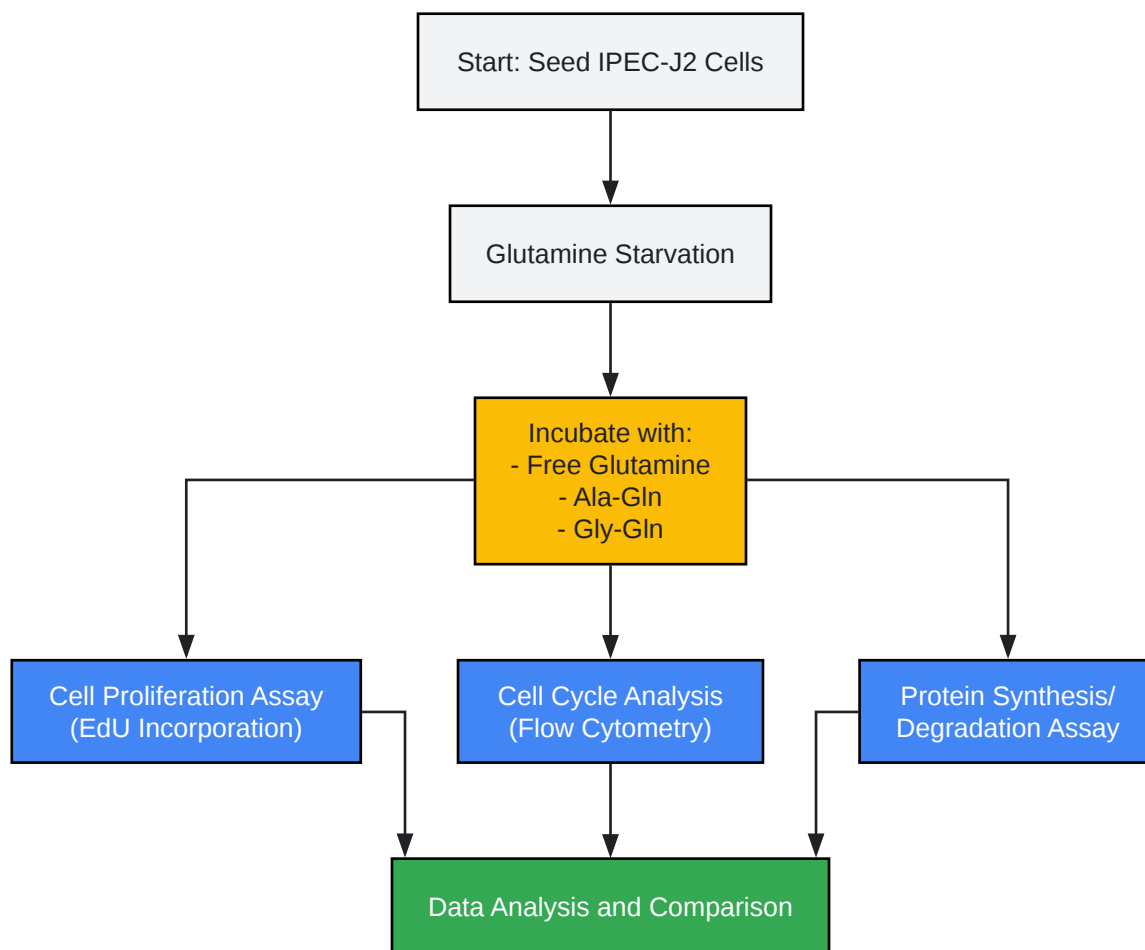 Start: Seed IPEC-J2 Cells
Glutamine Starvation
Incubate with:
- Free Glutamine
- Ala-Gln
- Gly-Gln
Cell Proliferation Assay
(EdU Incorporation)
Cell Cycle Analysis
(Flow Cytometry)
Protein Synthesis/
Degradation Assay
Data Analysis and Comparison